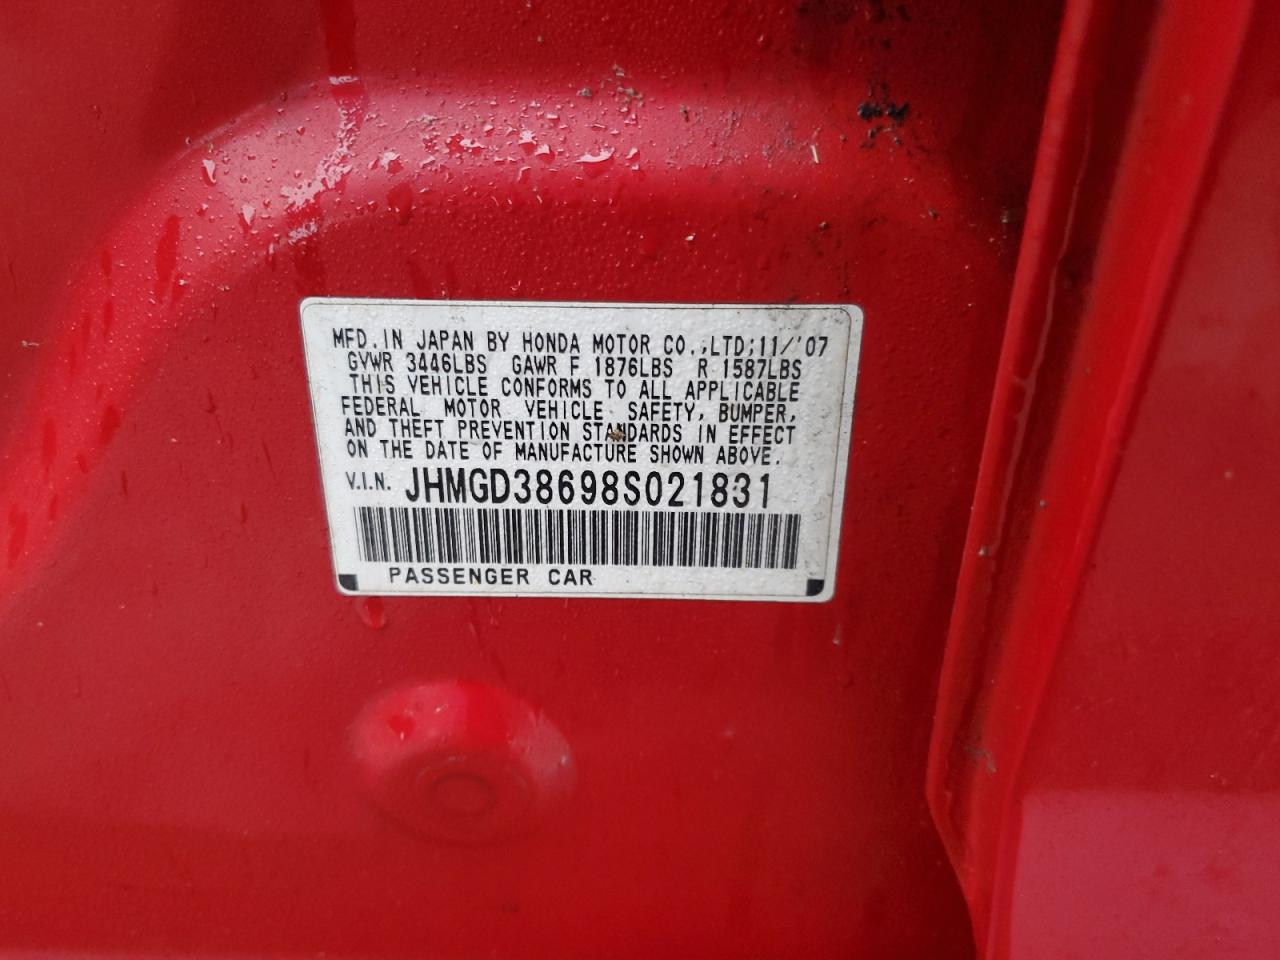 MFD. IN JAPAN BY HONDA MOTOR CO.,LTD;11/'07
GVWR 3446LBS GAWR F 1876LBS R 1587LBS
THIS VEHICLE CONFORMS TO ALL APPLICABLE
FEDERAL MOTOR VEHICLE SAFETY, BUMPER,
AND THEFT PREVENTION STANDARDS IN EFFECT
ON THE DATE OF MANUFACTURE SHOWN ABOVE.
V.I.N. JHMGD38698S021831
PASSENGER CAR